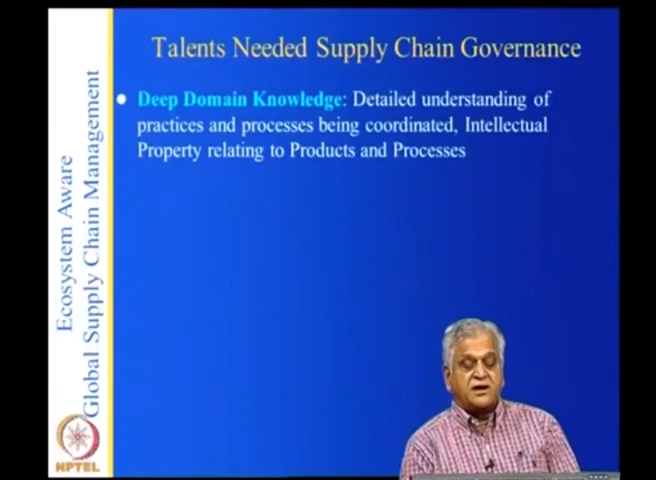 Talents Needed Supply Chain Governance
Deep Domain Knowledge: Detailed understanding of
practices and processes being coordinated, Intellectual
Property relating to Products and Processes
Ecosystem Aware
Global Supply Chain Management
NPTEL